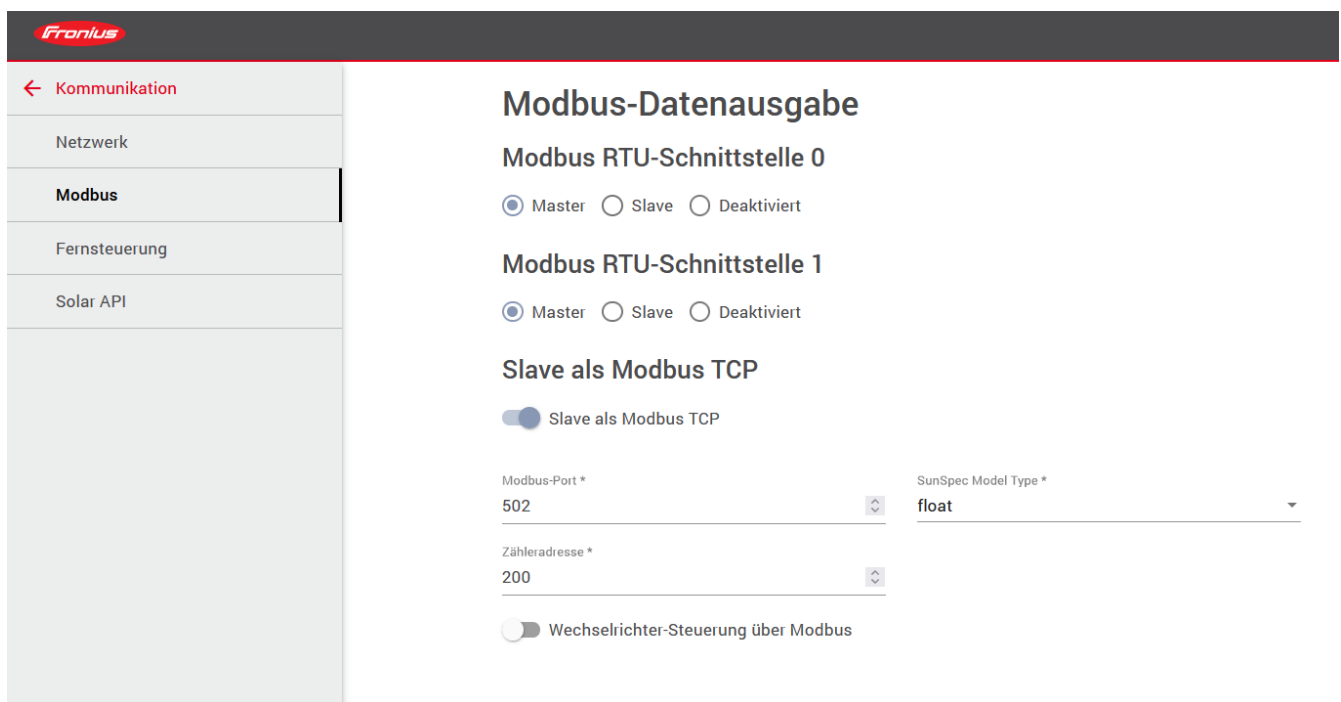 Fronius
Kommunikation
Netzwerk
Modbus
Fernsteuerung
Solar API
Modbus-Datenausgabe
Modbus RTU-Schnittstelle 0
Master Slave Deaktiviert
Modbus RTU-Schnittstelle 1
Master Slave Deaktiviert
Slave als Modbus TCP
Slave als Modbus TCP
Modbus-Port * SunSpec Model Type *
502 float
Zähleradresse *
200
Wechselrichter-Steuerung über Modbus